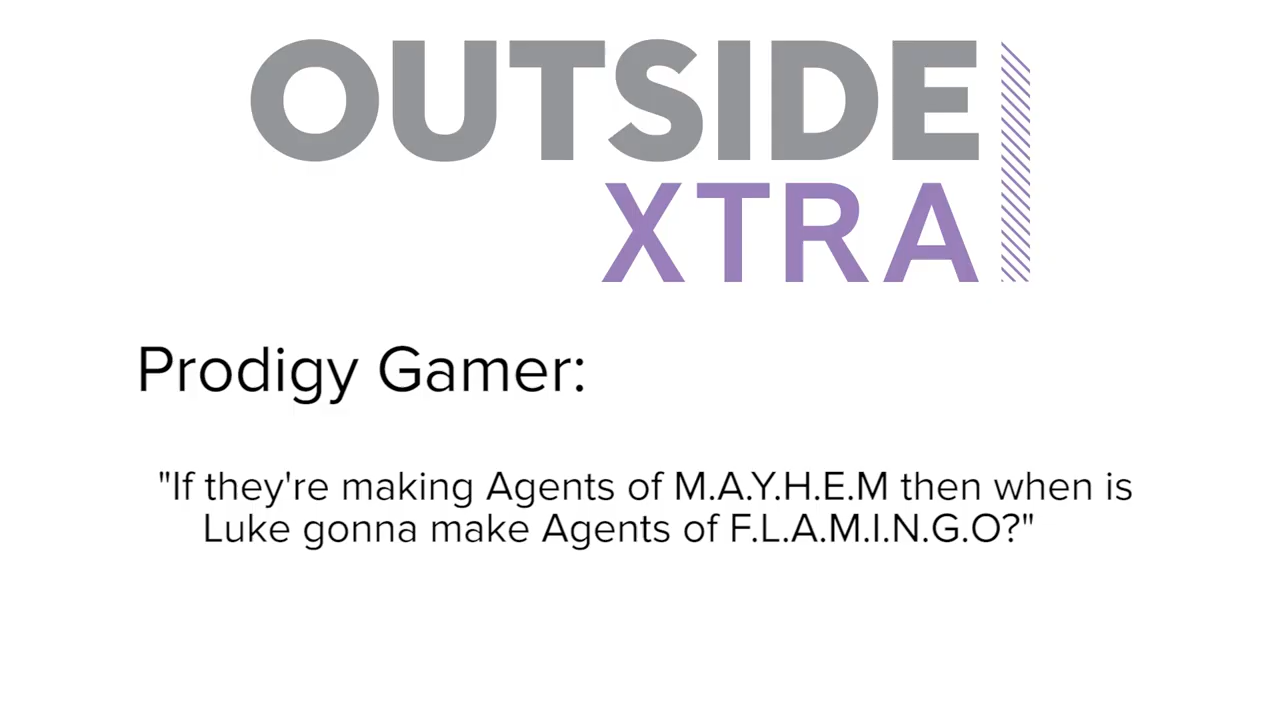 OUTSIDE
XTRA
Prodigy Gamer:
"If they're making Agents of M.A.Y.H.E.M then when is
Luke gonna make Agents of F.L.A.M.I.N.G.O?"